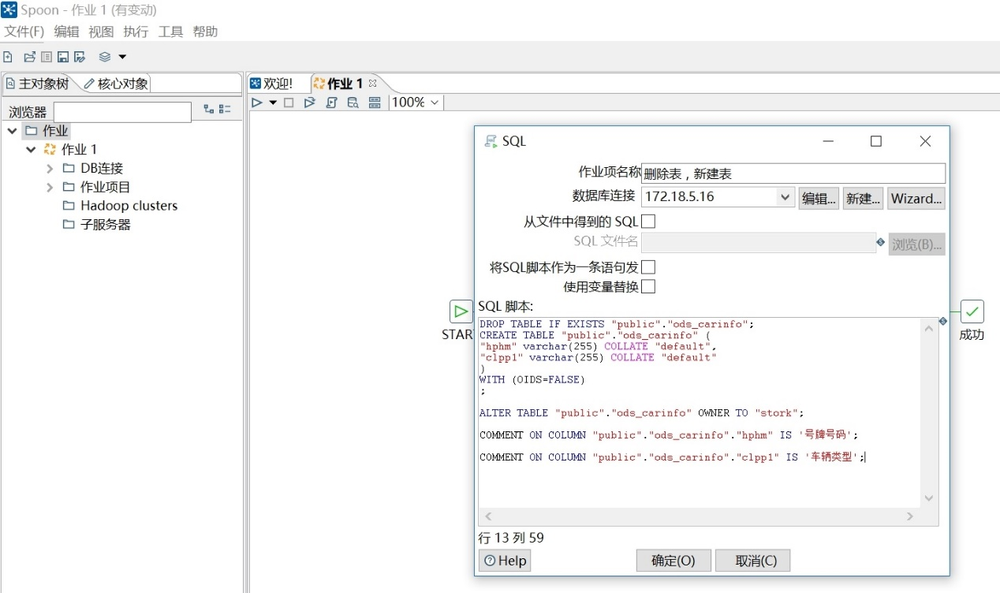 Spoon - 作业 1 (有变动)
文件(F) 编辑 视图 执行 工具 帮助
主对象树 核心对象
浏览器
作业
作业 1
DB连接
作业项目
Hadoop clusters
子服务器
欢迎! 作业 1
100%
START
成功
SQL
作业项名称 删除表，新建表
数据库连接 172.18.5.16 编辑... 新建... Wizard...
从文件中得到的 SQL
SQL 文件名 浏览(B)...
将SQL脚本作为一条语句发
使用变量替换
SQL 脚本:
DROP TABLE IF EXISTS "public"."ods_carinfo";
CREATE TABLE "public"."ods_carinfo" (
"hphm" varchar(255) COLLATE "default",
"clpp1" varchar(255) COLLATE "default"
)
WITH (OIDS=FALSE)
;
ALTER TABLE "public"."ods_carinfo" OWNER TO "stork";
COMMENT ON COLUMN "public"."ods_carinfo"."hphm" IS '号牌号码';
COMMENT ON COLUMN "public"."ods_carinfo"."clpp1" IS '车辆类型';
行 13 列 59
Help 确定(O) 取消(C)